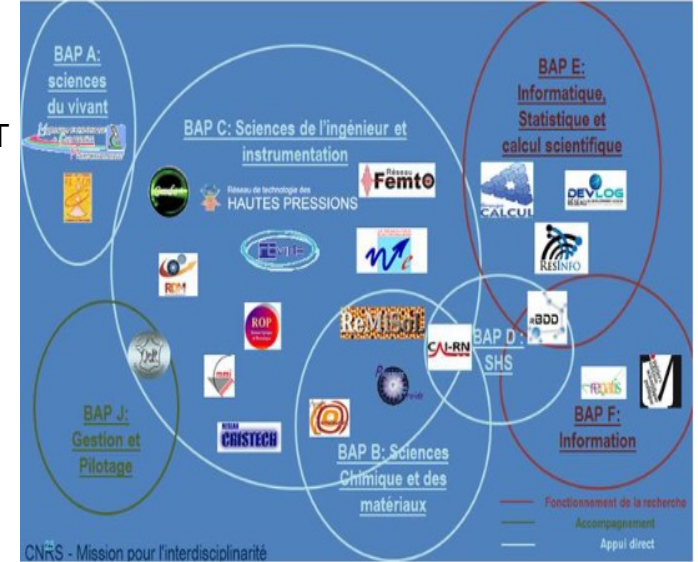 T
BAP A:
sciences
du vivant
BAP C: Sciences de l'ingénieur et
instrumentation
BAP E:
Informatique,
Statistique et
calcul scientifique
Réseau
FemtO
Réseau de technologie des
HAUTES PRESSIONS
CALCUL
DEVLOG
RESINFO
RDM
ROP
ReMiSoL
CAI-RN
BAP D :
SHS
rBDD
mmi
RESEAU
CRISTECH
BAP J:
Gestion et
Pilotage
BAP B: Sciences
Chimique et des
matériaux
BAP F:
Information
Fonctionnement de la recherche
Accompagnement
Appui direct
CNRS - Mission pour l'interdisciplinarité